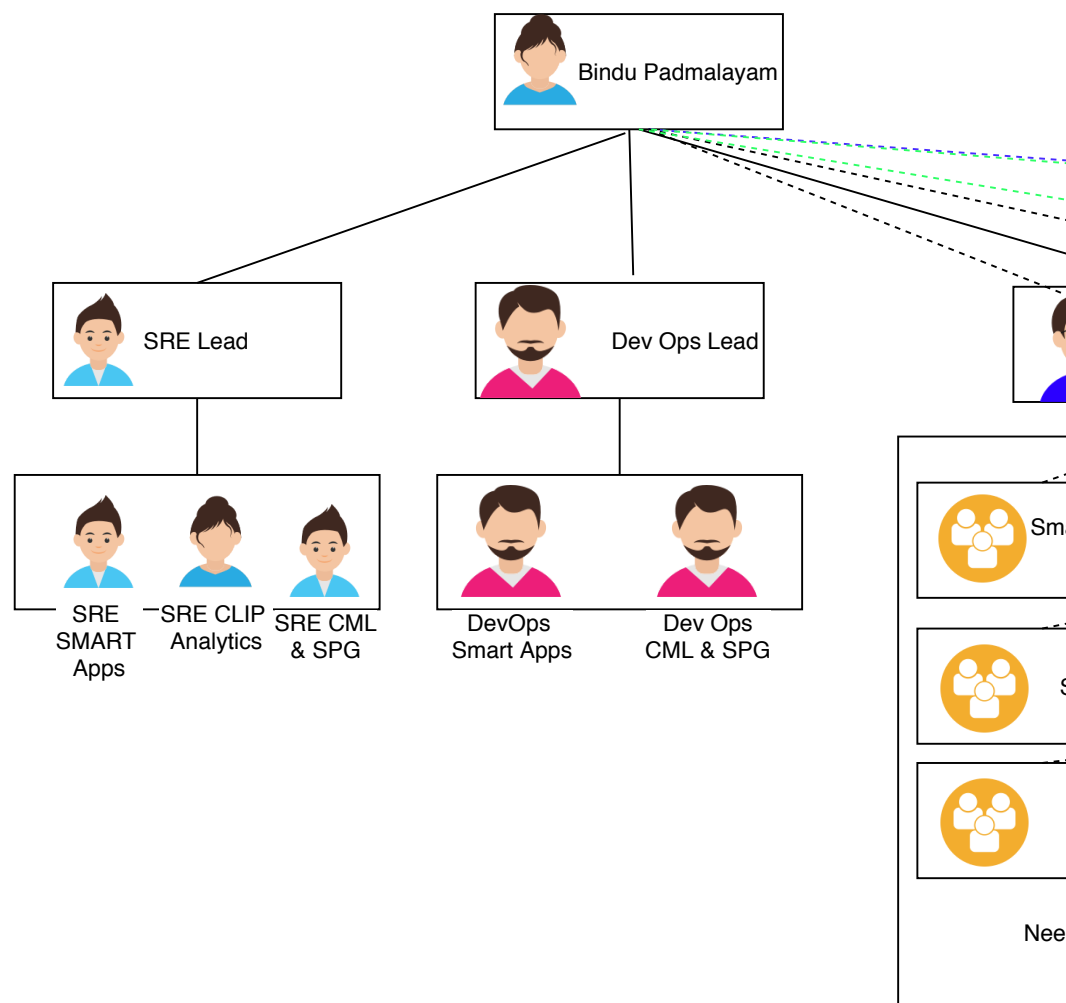 Bindu Padmalayam
SRE Lead
Dev Ops Lead
SRE
SMART
Apps
SRE CLIP
Analytics
SRE CML
& SPG
DevOps
Smart Apps
Dev Ops
CML & SPG